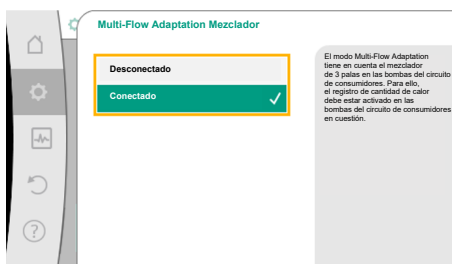 Multi-Flow Adaptation Mezclador
Desconectado
Conectado
El modo Multi-Flow Adaptation
tiene en cuenta el mezclador
de 3 palas en las bombas del circuito
de consumidores. Para ello,
el registro de cantidad de calor
debe estar activado en las
bombas del circuito de consumidores
en cuestión.
?